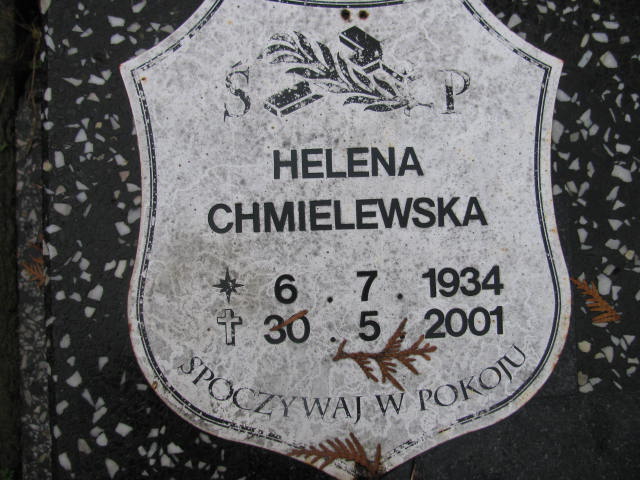 Ś P
HELENA
CHMIELEWSKA
6 . 7 . 1934
30 . 5 . 2001
SPOCZYWAJ W POKOJU